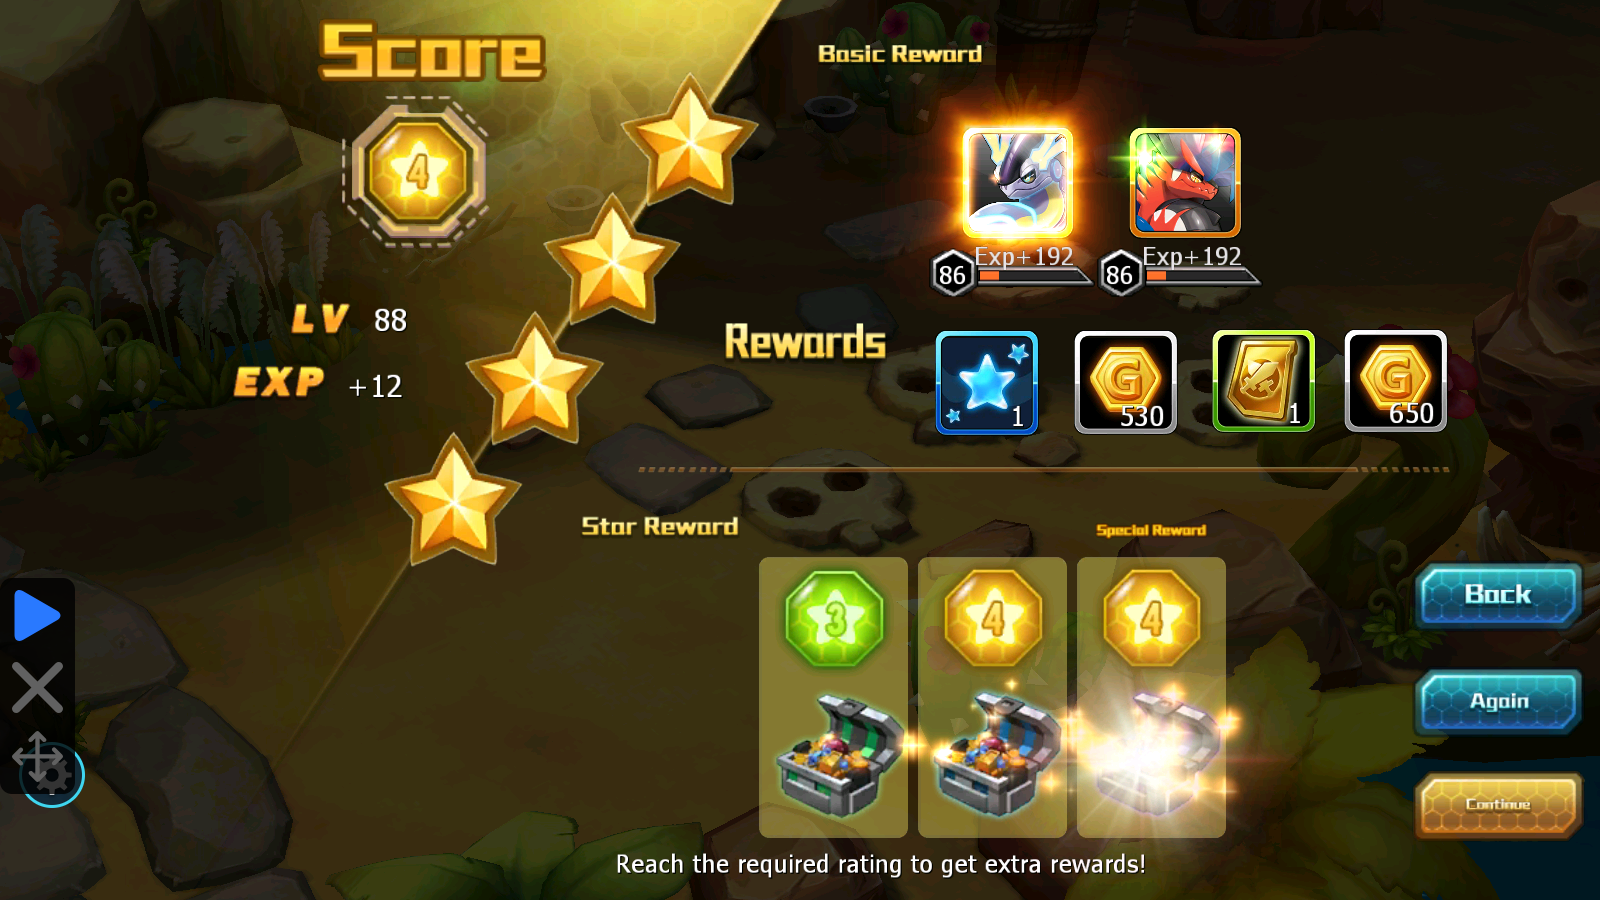 Score
4
LV 88
EXP +12
Basic Reward
Exp+192
86
Exp+192
86
Rewards
1
G
530
1
G
650
Star Reward
Special Reward
3
4
4
Back
Again
Continue
Reach the required rating to get extra rewards!